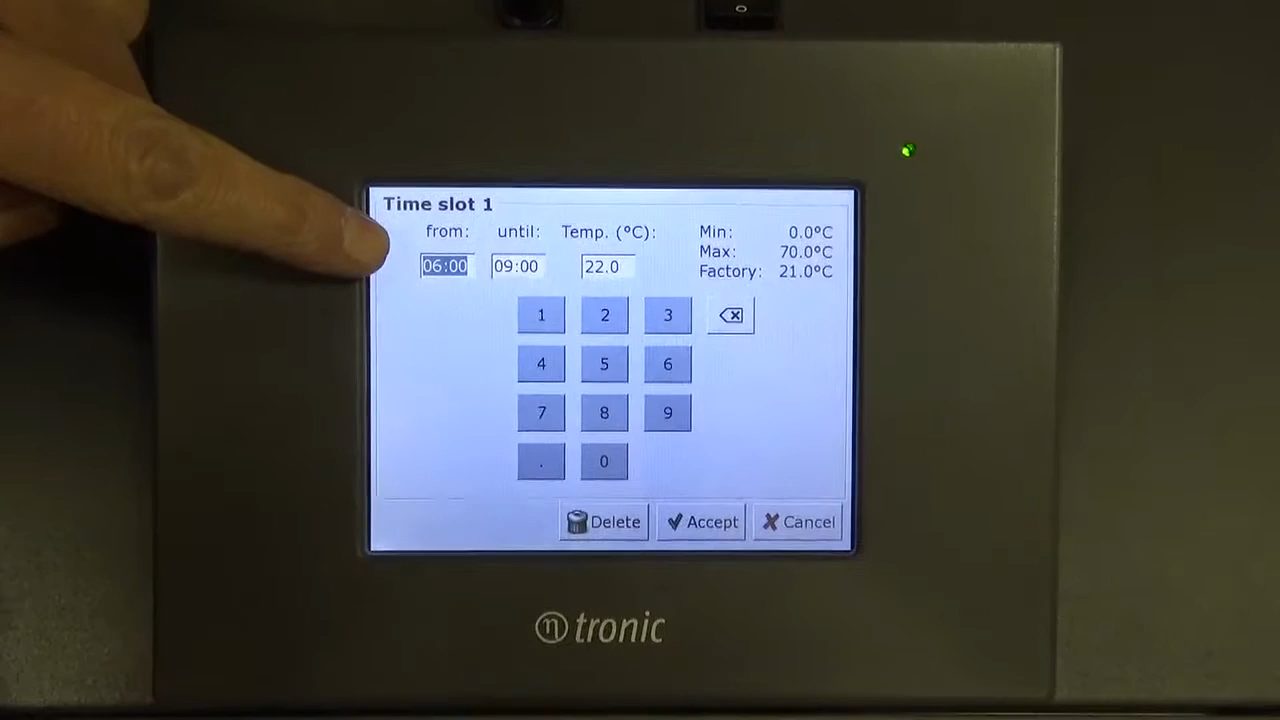 Time slot 1
from: until: Temp. (°C):
06:00 09:00 22.0
Min: 0.0°C
Max: 70.0°C
Factory: 21.0°C
1 2 3
4 5 6
7 8 9
. 0
Delete Accept Cancel
η tronic